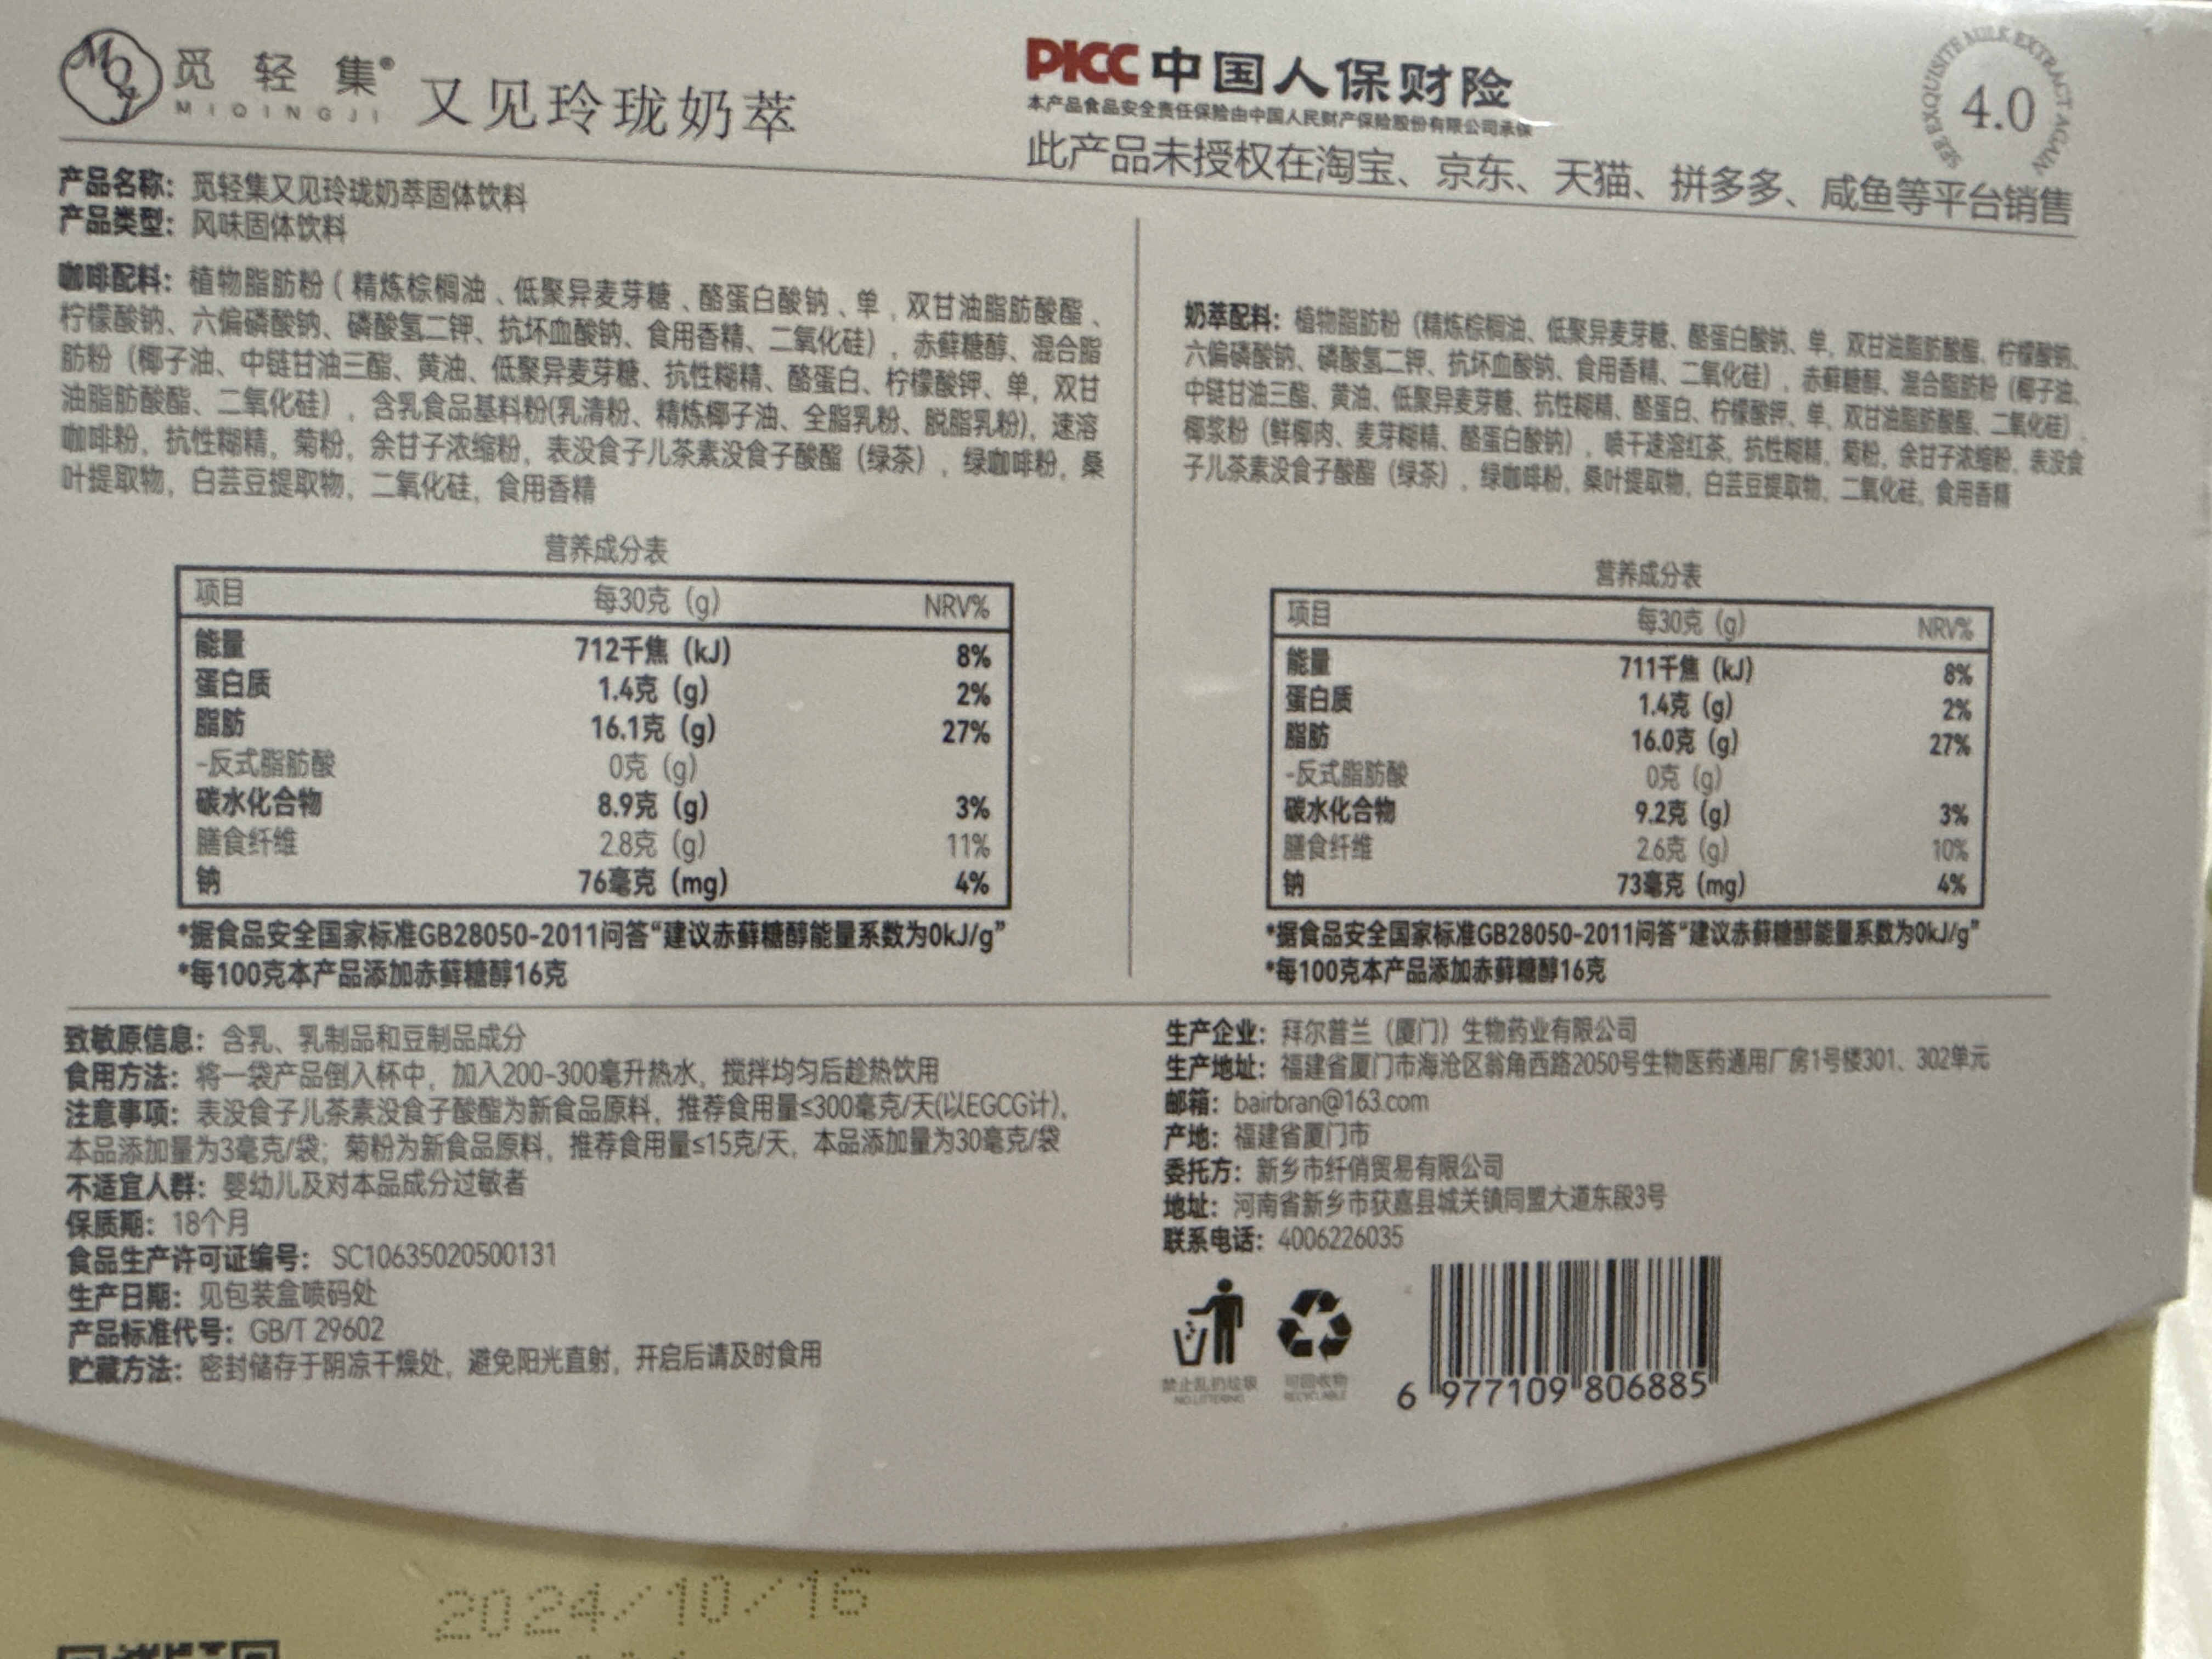 觅轻集®
MIQINGJI
又见玲珑奶萃
PICC 中国人保财险
本产品食品安全责任保险由中国人民财产保险股份有限公司承保
此产品未授权在淘宝、京东、天猫、拼多多、咸鱼等平台销售
SEE EXQUISITE MILK EXTRACT AGAIN
4.0
产品名称：觅轻集又见玲珑奶萃固体饮料
产品类型：风味固体饮料
咖啡配料：植物脂肪粉（精炼棕榈油、低聚异麦芽糖、酪蛋白酸钠、单，双甘油脂肪酸酯、
柠檬酸钠、六偏磷酸钠、磷酸氢二钾、抗坏血酸钠、食用香精、二氧化硅），赤藓糖醇、混合脂
肪粉（椰子油、中链甘油三酯、黄油、低聚异麦芽糖、抗性糊精、酪蛋白、柠檬酸钾、单，双甘
油脂肪酸酯、二氧化硅），含乳食品基料粉(乳清粉、精炼椰子油、全脂乳粉、脱脂乳粉)，速溶
咖啡粉，抗性糊精，菊粉，余甘子浓缩粉，表没食子儿茶素没食子酸酯（绿茶），绿咖啡粉，桑
叶提取物，白芸豆提取物，二氧化硅，食用香精
营养成分表
项目 每30克（g） NRV%
能量 712千焦（kJ） 8%
蛋白质 1.4克（g） 2%
脂肪 16.1克（g） 27%
-反式脂肪酸 0克（g）
碳水化合物 8.9克（g） 3%
膳食纤维 2.8克（g） 11%
钠 76毫克（mg） 4%
*据食品安全国家标准GB28050-2011问答“建议赤藓糖醇能量系数为0kJ/g”
*每100克本产品添加赤藓糖醇16克
奶萃配料：植物脂肪粉（精炼棕榈油、低聚异麦芽糖、酪蛋白酸钠、单，双甘油脂肪酸酯、柠檬酸钠、
六偏磷酸钠、磷酸氢二钾、抗坏血酸钠、食用香精、二氧化硅），赤藓糖醇、混合脂肪粉（椰子油、
中链甘油三酯、黄油、低聚异麦芽糖、抗性糊精、酪蛋白、柠檬酸钾、单，双甘油脂肪酸酯、二氧化硅），
椰浆粉（鲜椰肉、麦芽糊精、酪蛋白酸钠），喷干速溶红茶，抗性糊精，菊粉，余甘子浓缩粉，表没食
子儿茶素没食子酸酯（绿茶），绿咖啡粉，桑叶提取物，白芸豆提取物，二氧化硅，食用香精
营养成分表
项目 每30克（g） NRV%
能量 711千焦（kJ） 8%
蛋白质 1.4克（g） 2%
脂肪 16.0克（g） 27%
-反式脂肪酸 0克（g）
碳水化合物 9.2克（g） 3%
膳食纤维 2.6克（g） 10%
钠 73毫克（mg） 4%
*据食品安全国家标准GB28050-2011问答“建议赤藓糖醇能量系数为0kJ/g”
*每100克本产品添加赤藓糖醇16克
致敏原信息：含乳、乳制品和豆制品成分
食用方法：将一袋产品倒入杯中，加入200-300毫升热水，搅拌均匀后趁热饮用
注意事项：表没食子儿茶素没食子酸酯为新食品原料，推荐食用量≤300毫克/天(以EGCG计)，
本品添加量为3毫克/袋；菊粉为新食品原料，推荐食用量≤15克/天，本品添加量为30毫克/袋
不适宜人群：婴幼儿及对本品成分过敏者
保质期：18个月
食品生产许可证编号：SC10635020500131
生产日期：见包装盒喷码处
产品标准代号：GB/T 29602
贮藏方法：密封储存于阴凉干燥处，避免阳光直射，开启后请及时食用
生产企业：拜尔普兰（厦门）生物药业有限公司
生产地址：福建省厦门市海沧区翁角西路2050号生物医药通用厂房1号楼301、302单元
邮箱：bairbran@163.com
产地：福建省厦门市
委托方：新乡市纤俏贸易有限公司
地址：河南省新乡市获嘉县城关镇同盟大道东段3号
联系电话：4006226035
禁止乱扔垃圾
NO LITTERING
可回收物
RECYCLABLE
6 977109 806885
2024/10/16